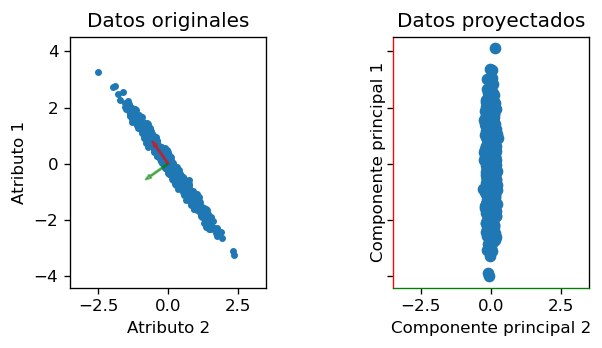 Datos originales
Datos proyectados
Atributo 1
4
2
0
−2
−4
−2.5
0.0
2.5
Atributo 2
Componente principal 1
−2.5
0.0
2.5
Componente principal 2